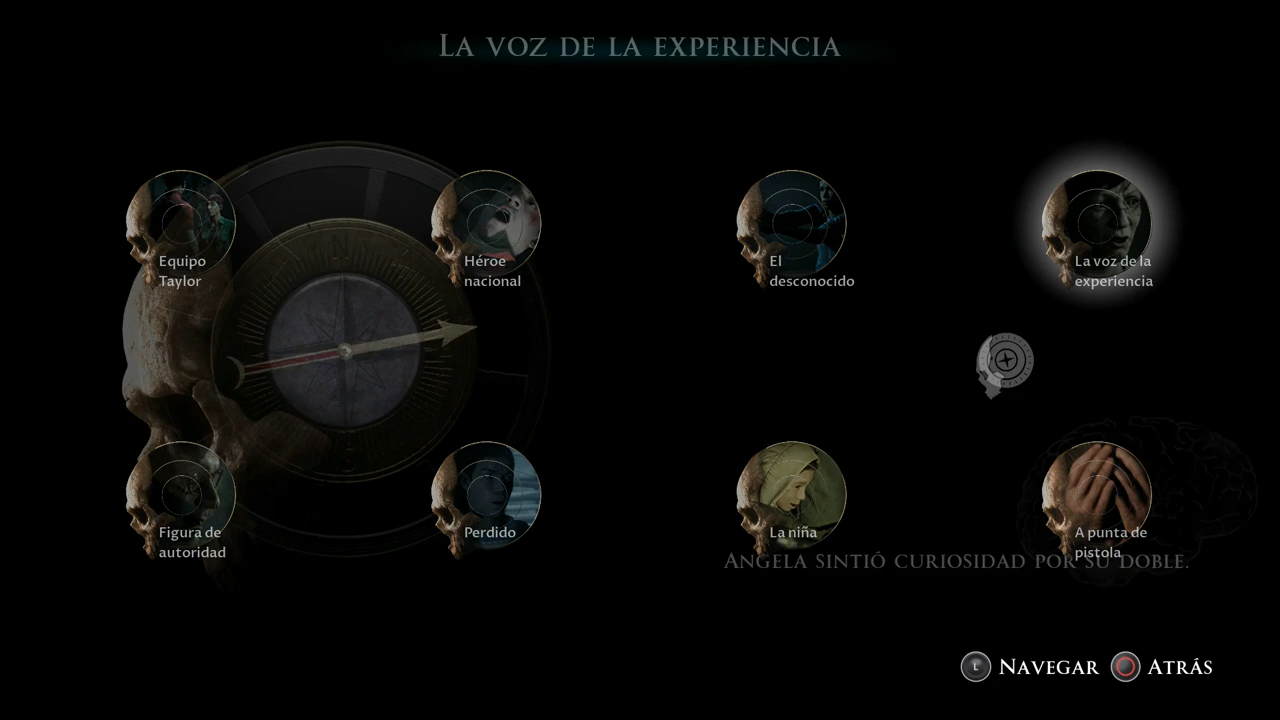 LA VOZ DE LA EXPERIENCIA
Equipo
Taylor
Héroe
nacional
El
desconocido
La voz de la
experiencia
Figura de
autoridad
Perdido
La niña
A punta de
pistola
ANGELA SINTIÓ CURIOSIDAD POR SU DOBLE.
L NAVEGAR ATRÁS